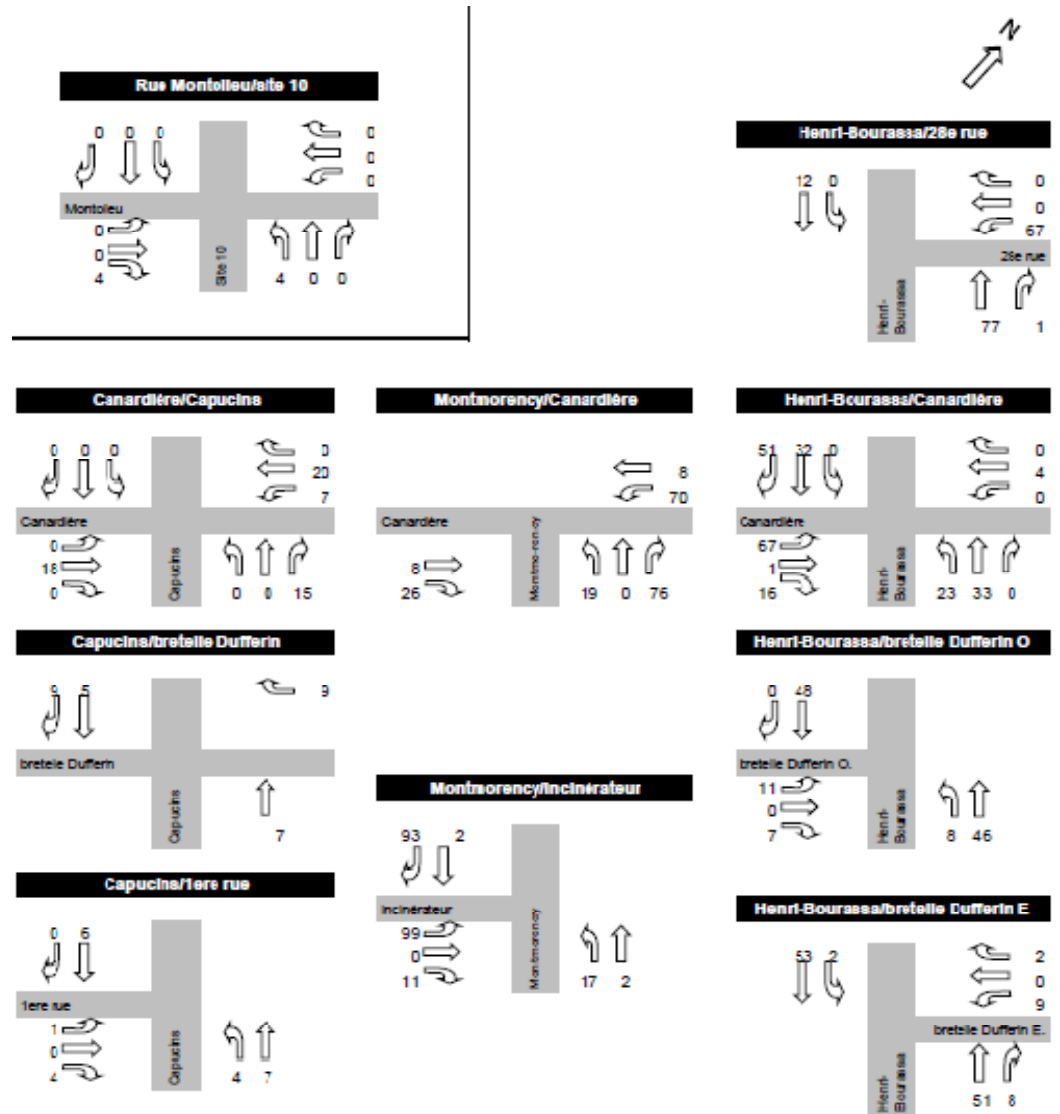 N
Rue Montolieu/site 10
0 0 0
0
0
0
Montoleu
0
0
4
Site 10
4 0 0
Henri-Bourassa/28e rue
12 0
0
0
67
28e rue
Henri-
Bourassa
77 1
Canardière/Capucins
0 0 0
0
20
7
Canardière
0
18
0
Capucins
0 0 15
Montmorency/Canardière
8
70
Canardère
8
26
Montmo-ren-cy
19 0 76
Henri-Bourassa/Canardière
51 32 0
0
4
0
Canardière
67
1
16
Henri-
Bourassa
23 33 0
Capucins/bretelle Dufferin
9 5
9
bretele Dufferin
Capucins
7
Henri-Bourassa/bretelle Dufferin O
0 48
bretelle Dufferin O.
11
0
7
Henri-
Bourassa
8 46
Montmorency/Incinérateur
93 2
Incinérateur
99
0
11
Montmorency
17 2
Capucins/1ere rue
0 6
1ere rue
1
0
4
Capucins
4 7
Henri-Bourassa/bretelle Dufferin E
53 2
2
0
9
bretelle Dufferin E.
Henri-
Bourassa
51 8